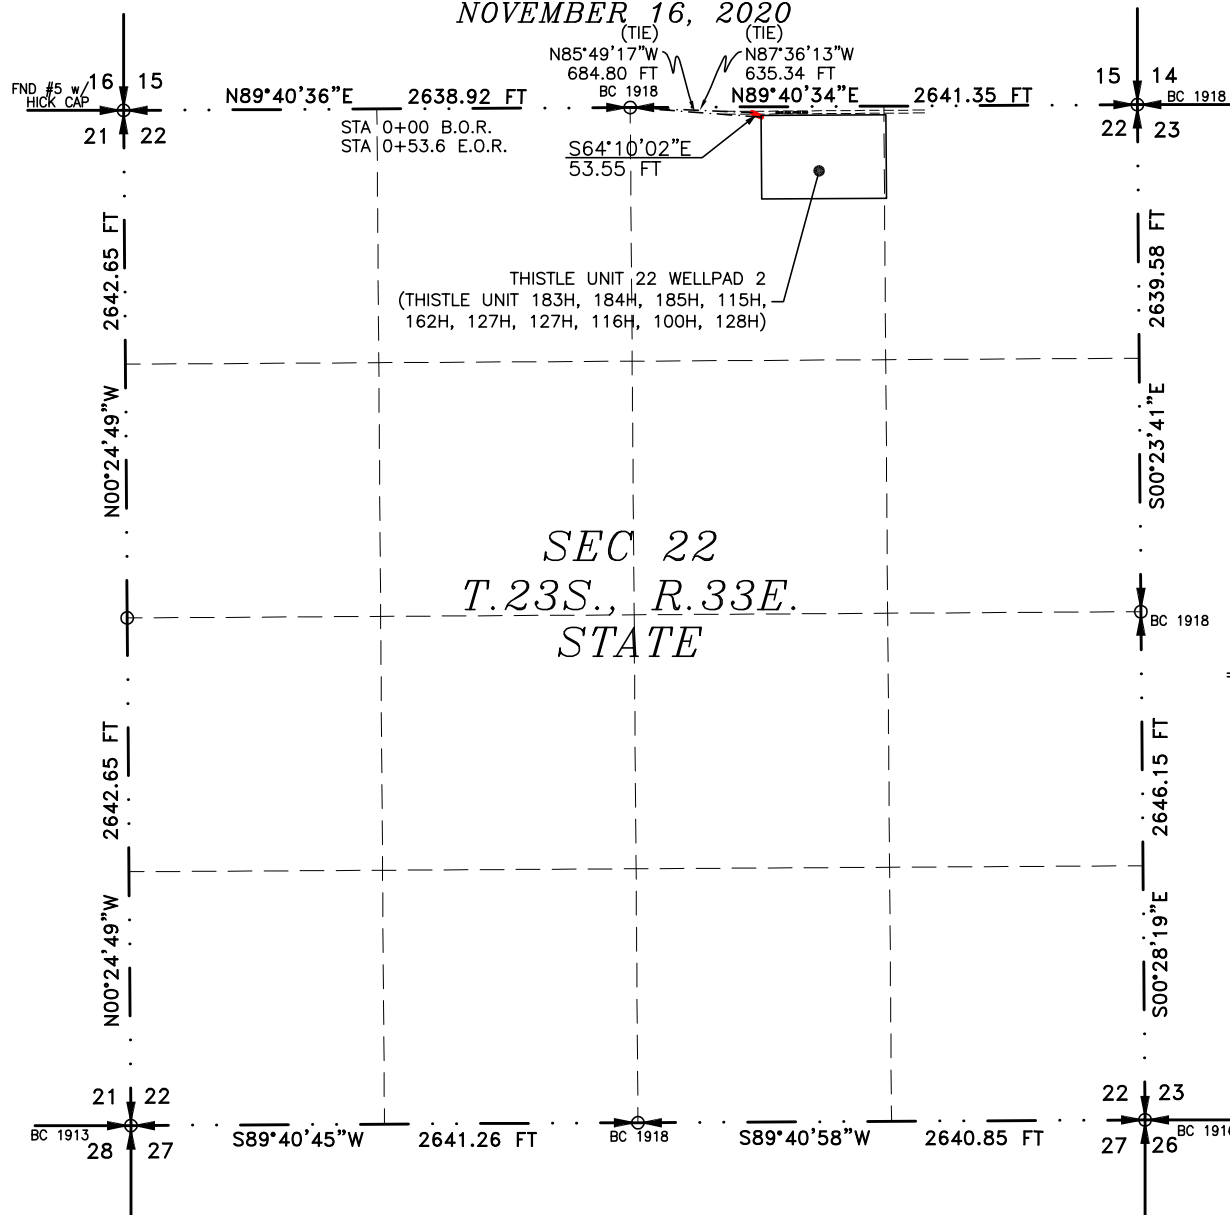 NOVEMBER 16, 2020
(TIE)
N85°49'17"W
684.80 FT
(TIE)
N87°36'13"W
635.34 FT
FND #5 w/
HICK CAP
16 15
21 22
N89°40'36"E 2638.92 FT
BC 1918
N89°40'34"E 2641.35 FT
15 14
22 23
BC 1918
STA 0+00 B.O.R.
STA 0+53.6 E.O.R.
S64°10'02"E
53.55 FT
2642.65 FT
2639.58 FT
THISTLE UNIT 22 WELLPAD 2
(THISTLE UNIT 183H, 184H, 185H, 115H,
162H, 127H, 127H, 116H, 100H, 128H)
N00°24'49"W
S00°23'41"E
SEC 22
T.23S., R.33E.
STATE
BC 1918
2642.65 FT
2646.15 FT
N00°24'49"W
S00°28'19"E
21 22
28 27
BC 1913
S89°40'45"W 2641.26 FT
BC 1918
S89°40'58"W 2640.85 FT
22 23
27 26
BC 1916